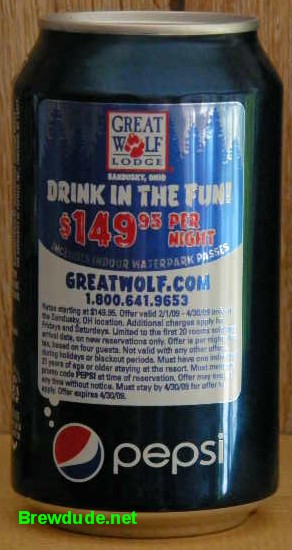 GREAT
WOLF
LODGE
SANDUSKY, OHIO
DRINK IN THE FUN!
$149.95 PER
NIGHT
INCLUDES INDOOR WATERPARK PASSES
GREATWOLF.COM
1.800.641.9653
Rates starting at $149.95. Offer valid 2/1/09 - 4/30/09
the Sandusky, OH location. Additional charges apply for
Fridays and Saturdays. Limited to the first 20 rooms
arrival date, on new reservations only. Offer is per night
tax, based on four guests. Not valid with any other
during holidays or blackout periods. Must have one
21 years of age or older staying at the resort. Must
promo code PEPSI at time of reservation. Offer may
any time without notice. Must stay by 4/30/09 for offer to
apply. Offer expires 4/30/09.
pepsi
Brewdude.net